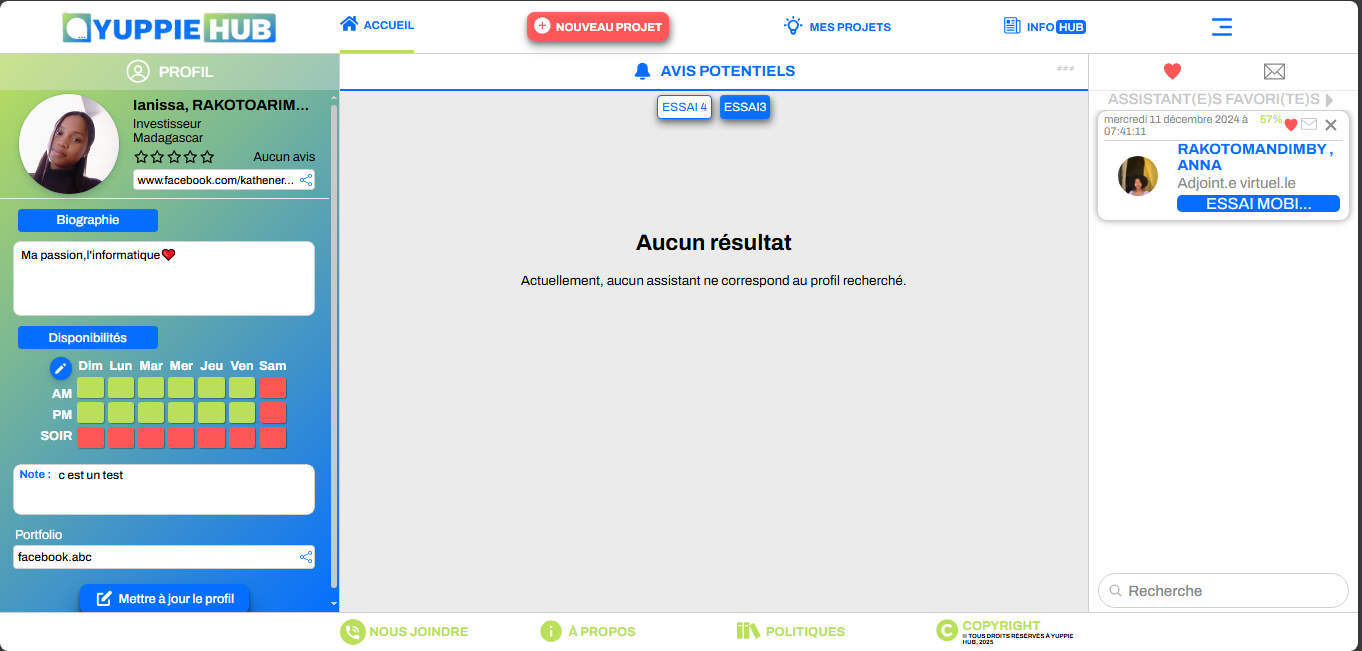 YUPPIE HUB
ACCUEIL
NOUVEAU PROJET
MES PROJETS
INFO HUB
PROFIL
Ianissa, RAKOTOARIM...
Investisseur
Madagascar
Aucun avis
www.facebook.com/kathener...
Biographie
Ma passion,l'informatique❤
Disponibilités
Dim Lun Mar Mer Jeu Ven Sam
AM
PM
SOIR
Note : c est un test
Portfolio
facebook.abc
Mettre à jour le profil
AVIS POTENTIELS
***
ESSAI 4 ESSAI3
Aucun résultat
Actuellement, aucun assistant ne correspond au profil recherché.
ASSISTANT(E)S FAVORI(TE)S
mercredi 11 décembre 2024 à
07:41:11
57%
RAKOTOMANDIMBY ,
ANNA
Adjoint.e virtuel.le
ESSAI MOBI...
Recherche
NOUS JOINDRE
À PROPOS
POLITIQUES
COPYRIGHT
© TOUS DROITS RÉSERVÉS À YUPPIE
HUB, 2025